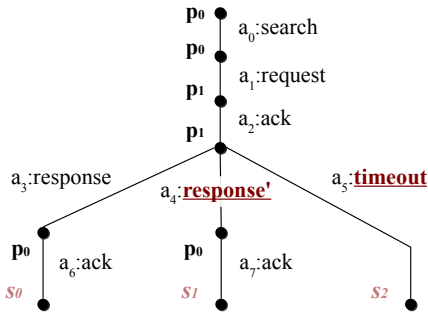 p0
a0:search
p0
a1:request
p1
a2:ack
p1
a3:response
a4:response'
a5:timeout
p0
a6:ack
p0
a7:ack
s0
s1
s2